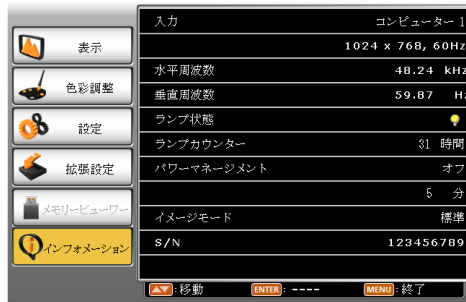 表示
色彩調整
設定
拡張設定
メモリービューワー
インフォメーション
入力 コンピューター 1
1024 x 768, 60Hz
水平周波数 48.24 kHz
垂直周波数 59.87 Hz
ランプ状態
ランプカウンター 31 時間
パワーマネージメント オフ
5 分
イメージモード 標準
S/N 123456789
:移動 ENTER : ---- MENU :終了